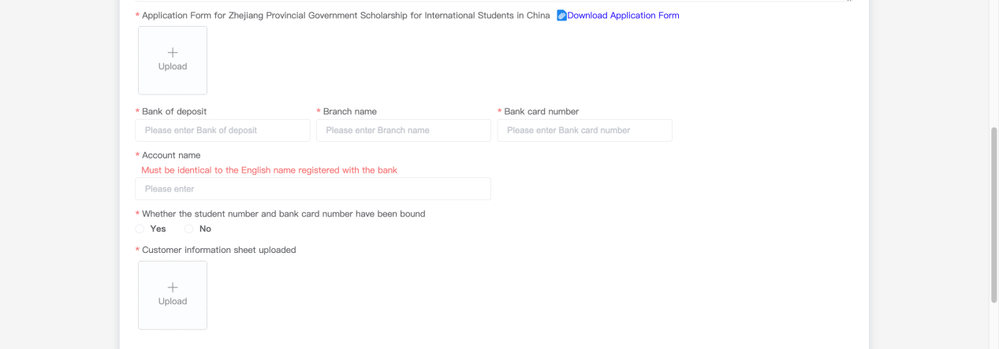 * Application Form for Zhejiang Provincial Government Scholarship for International Students in China Download Application Form
Upload
* Bank of deposit * Branch name * Bank card number
Please enter Bank of deposit Please enter Branch name Please enter Bank card number
* Account name
Must be identical to the English name registered with the bank
Please enter
* Whether the student number and bank card number have been bound
Yes No
* Customer information sheet uploaded
Upload